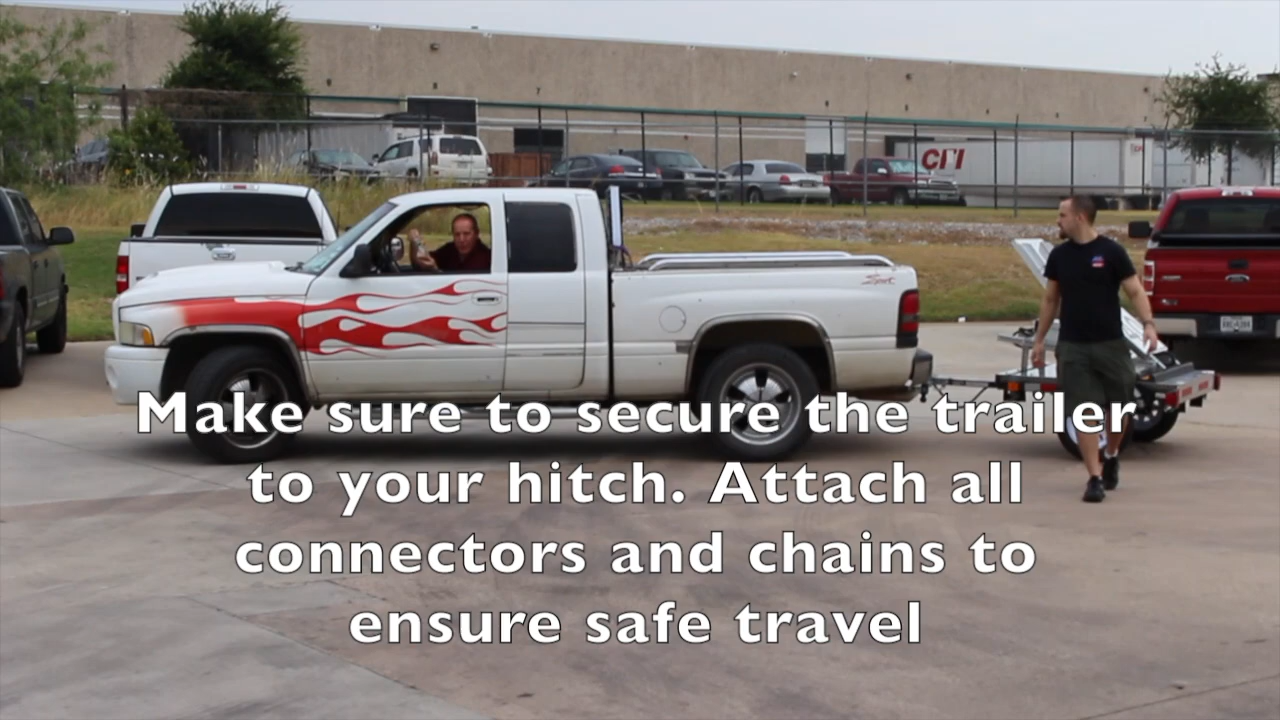 CTI
Sport
Make sure to secure the trailer
to your hitch. Attach all
connectors and chains to
ensure safe travel